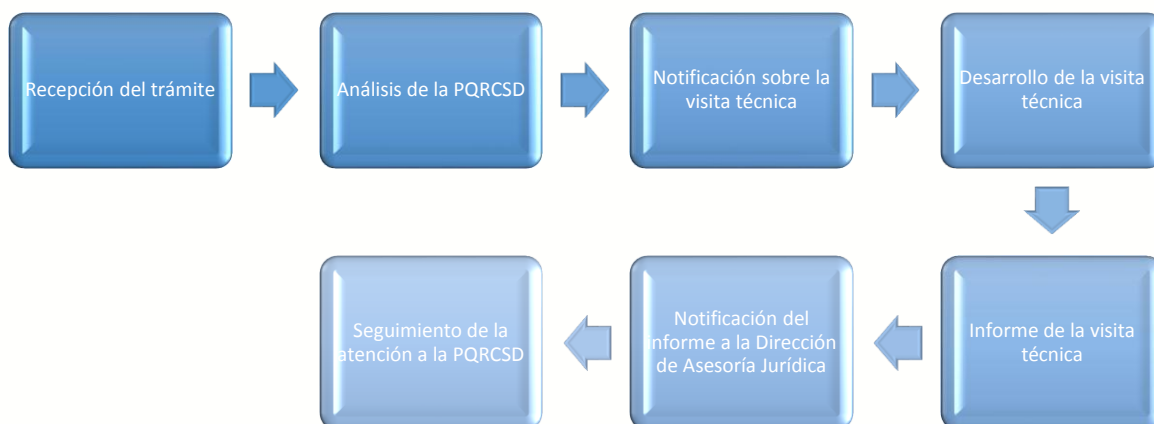 Recepción del trámite
Análisis de la PQRCSD
Notificación sobre la
visita técnica
Desarrollo de la visita
técnica
Informe de la visita
técnica
Notificación del
informe a la Dirección
de Asesoría Jurídica
Seguimiento de la
atención a la PQRCSD